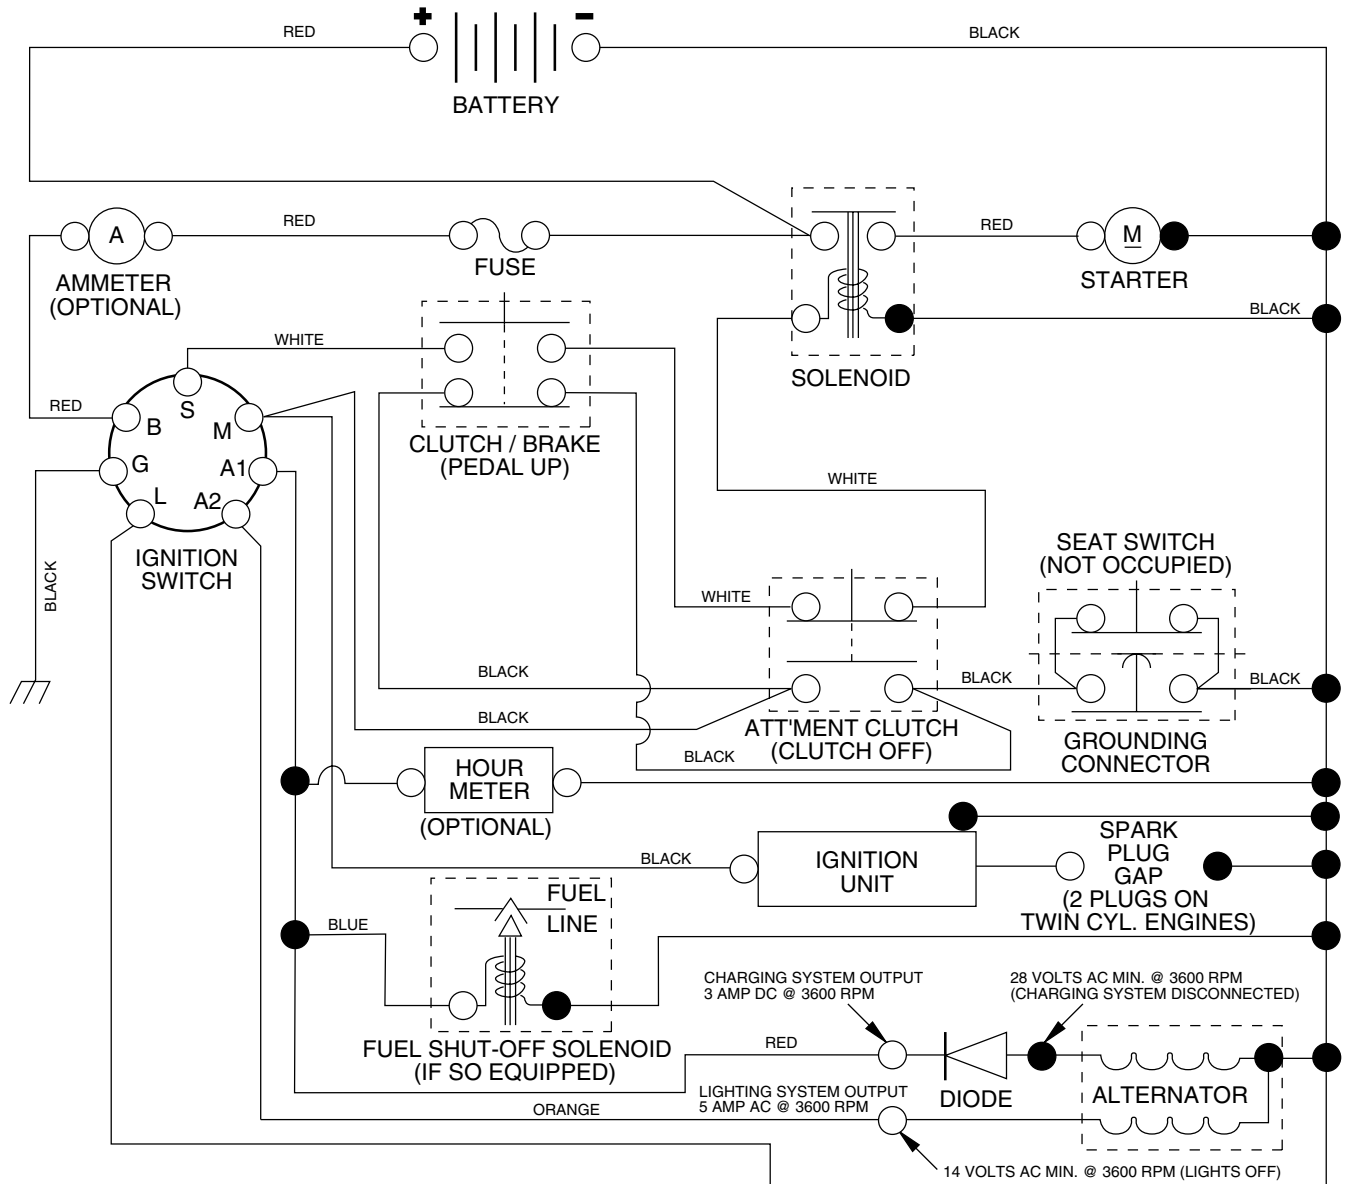 + −
RED
BLACK
BATTERY
A
RED
RED
M
AMMETER
(OPTIONAL)
FUSE
STARTER
WHITE
BLACK
SOLENOID
RED
S
B
M
CLUTCH / BRAKE
(PEDAL UP)
G
A1
L
A2
WHITE
IGNITION
SWITCH
BLACK
SEAT SWITCH
(NOT OCCUPIED)
WHITE
BLACK
BLACK
BLACK
BLACK
ATT'MENT CLUTCH
(CLUTCH OFF)
BLACK
GROUNDING
CONNECTOR
HOUR
METER
(OPTIONAL)
BLACK
IGNITION
UNIT
SPARK
PLUG
GAP
(2 PLUGS ON
TWIN CYL. ENGINES)
FUEL
LINE
BLUE
FUEL SHUT-OFF SOLENOID
(IF SO EQUIPPED)
CHARGING SYSTEM OUTPUT
3 AMP DC @ 3600 RPM
28 VOLTS AC MIN. @ 3600 RPM
(CHARGING SYSTEM DISCONNECTED)
RED
DIODE
ALTERNATOR
LIGHTING SYSTEM OUTPUT
5 AMP AC @ 3600 RPM
ORANGE
14 VOLTS AC MIN. @ 3600 RPM (LIGHTS OFF)